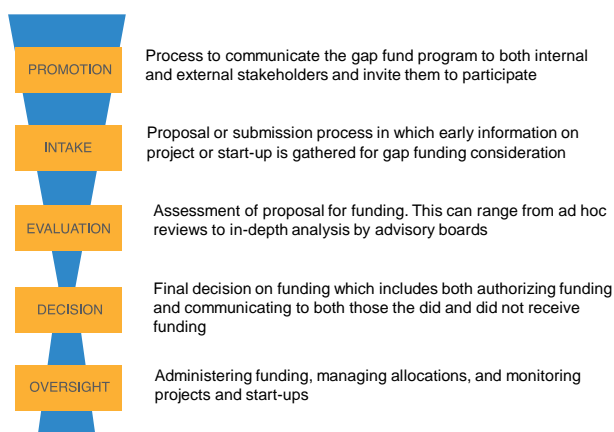 PROMOTION
Process to communicate the gap fund program to both internal
and external stakeholders and invite them to participate
INTAKE
Proposal or submission process in which early information on
project or start-up is gathered for gap funding consideration
EVALUATION
Assessment of proposal for funding. This can range from ad hoc
reviews to in-depth analysis by advisory boards
DECISION
Final decision on funding which includes both authorizing funding
and communicating to both those the did and did not receive
funding
OVERSIGHT
Administering funding, managing allocations, and monitoring
projects and start-ups